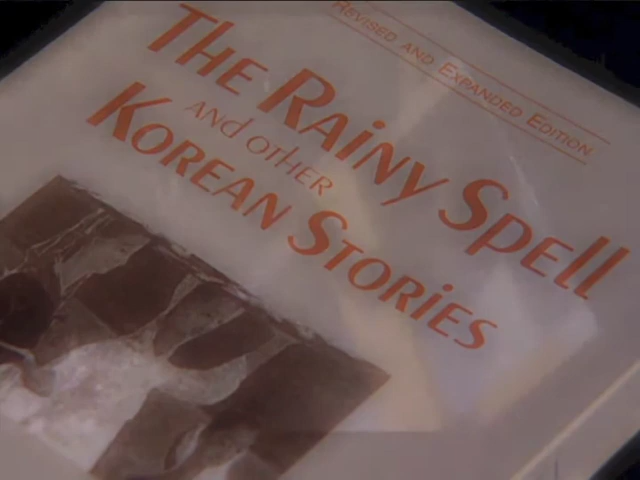 REVISED AND EXPANDED EDITION
THE RAINY SPELL
AND OTHER
KOREAN STORIES